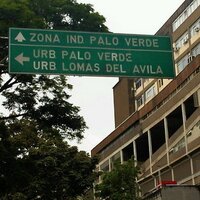 ZONA IND PALO VERDE
URB PALO VERDE
URB LOMAS DEL AVILA